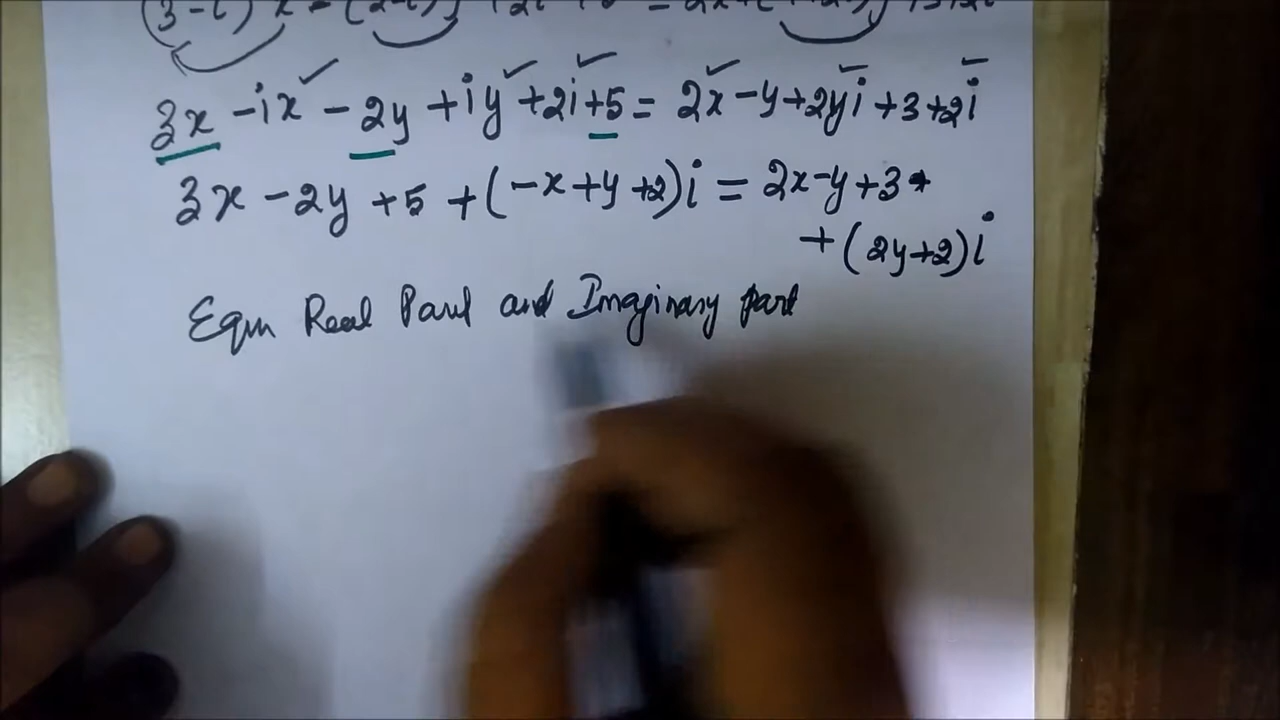 3x - ix - 2y + iy + 2i + 5 = 2x - y + 2yi + 3 + 2i
3x - 2y + 5 + (-x + y + 2)i = 2x - y + 3
+ (2y + 2)i
Equ Real Part and Imaginary part